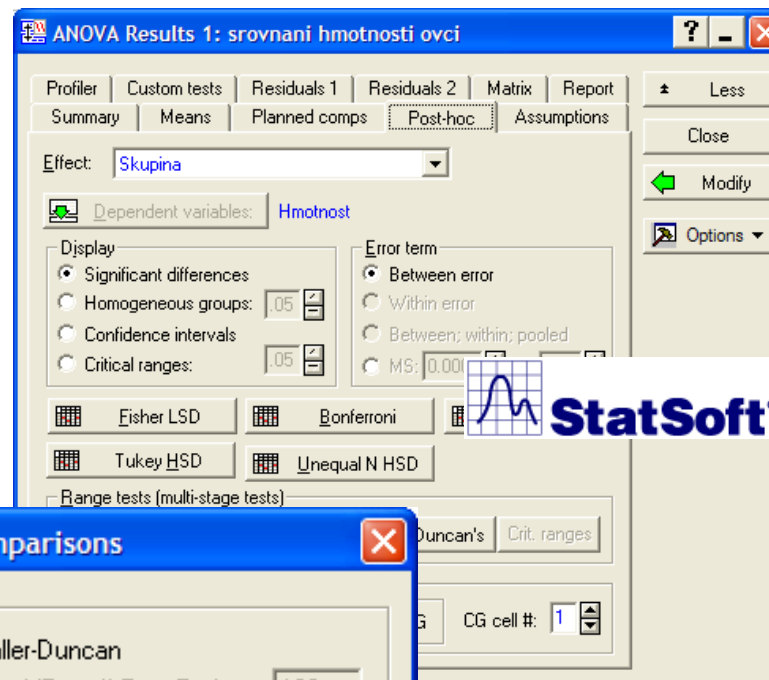 ANOVA Results 1: srovnani hmotnosti ovci
Profiler Custom tests Residuals 1 Residuals 2 Matrix Report
Summary Means Planned comps Post-hoc Assumptions
Less
Close
Modify
Options
Effect: Skupina
Dependent variables: Hmotnost
Display
Significant differences
Homogeneous groups: .05
Confidence intervals
Critical ranges: .05
Error term
Between error
Within error
Between; within; pooled
MS:
StatSoft
Fisher LSD Bonferroni
Tukey HSD Unequal N HSD
Range tests (multi-stage tests)
Duncan's Crit. ranges
CG cell #: 1
mparisons
ller-Duncan